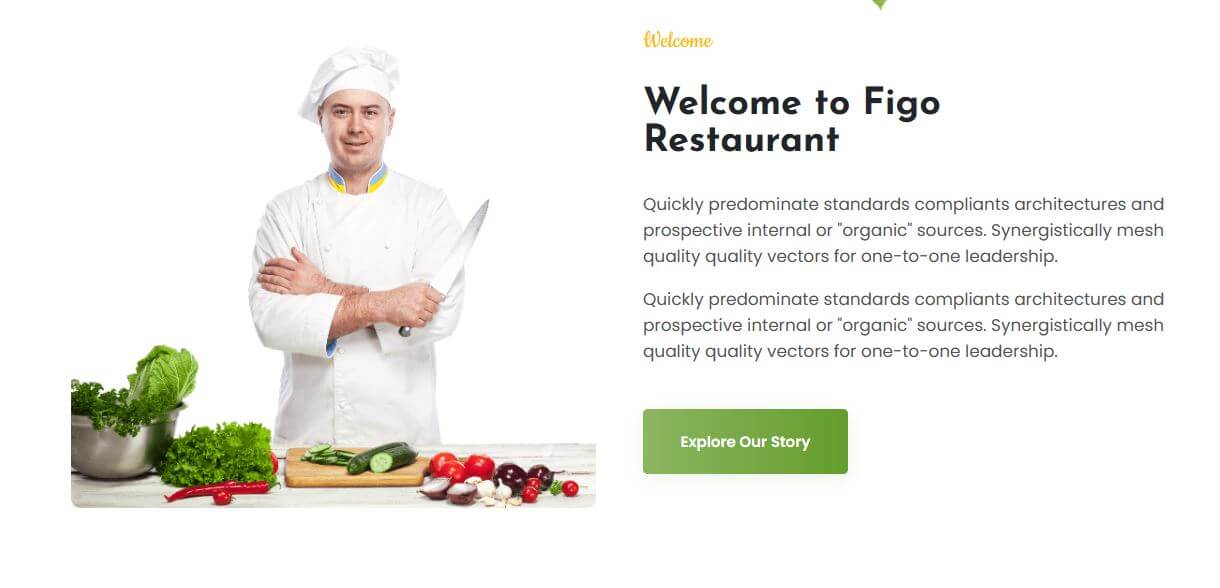 Welcome
Welcome to Figo
Restaurant
Quickly predominate standards compliants architectures and
prospective internal or "organic" sources. Synergistically mesh
quality quality vectors for one-to-one leadership.
Quickly predominate standards compliants architectures and
prospective internal or "organic" sources. Synergistically mesh
quality quality vectors for one-to-one leadership.
Explore Our Story